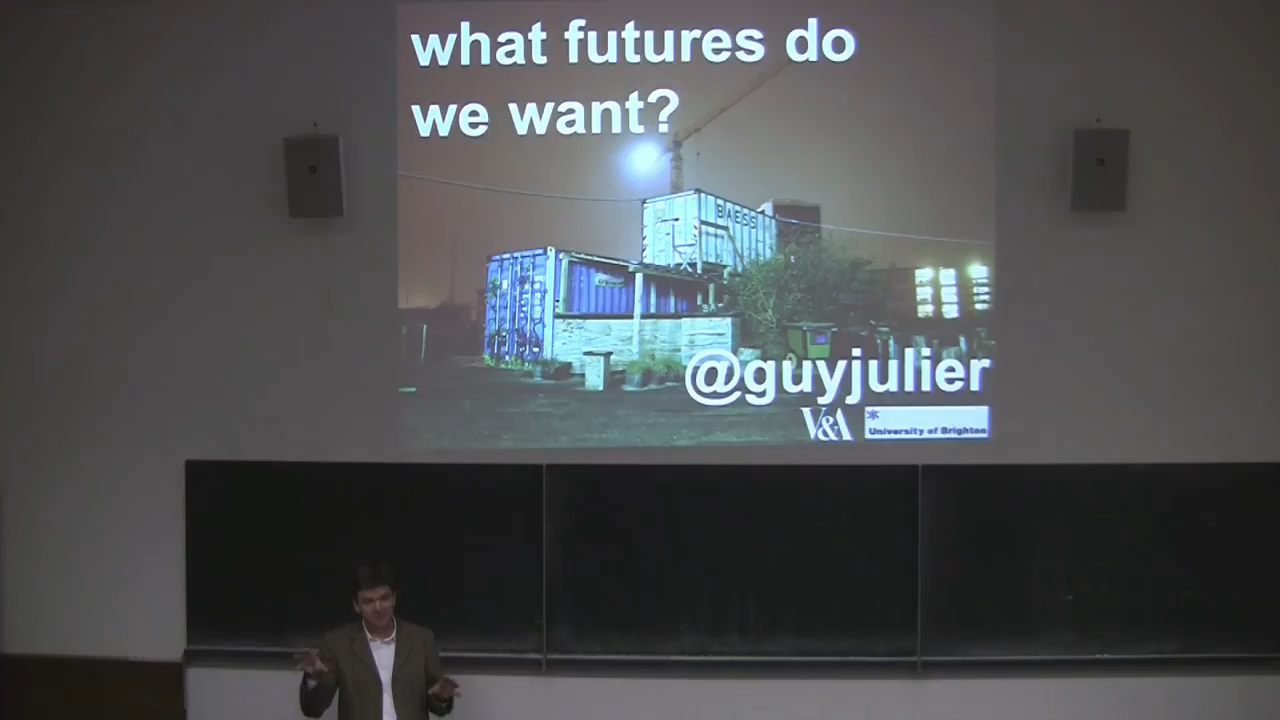 what futures do
we want?
BAESS
@guyjulier
V&A
University of Brighton